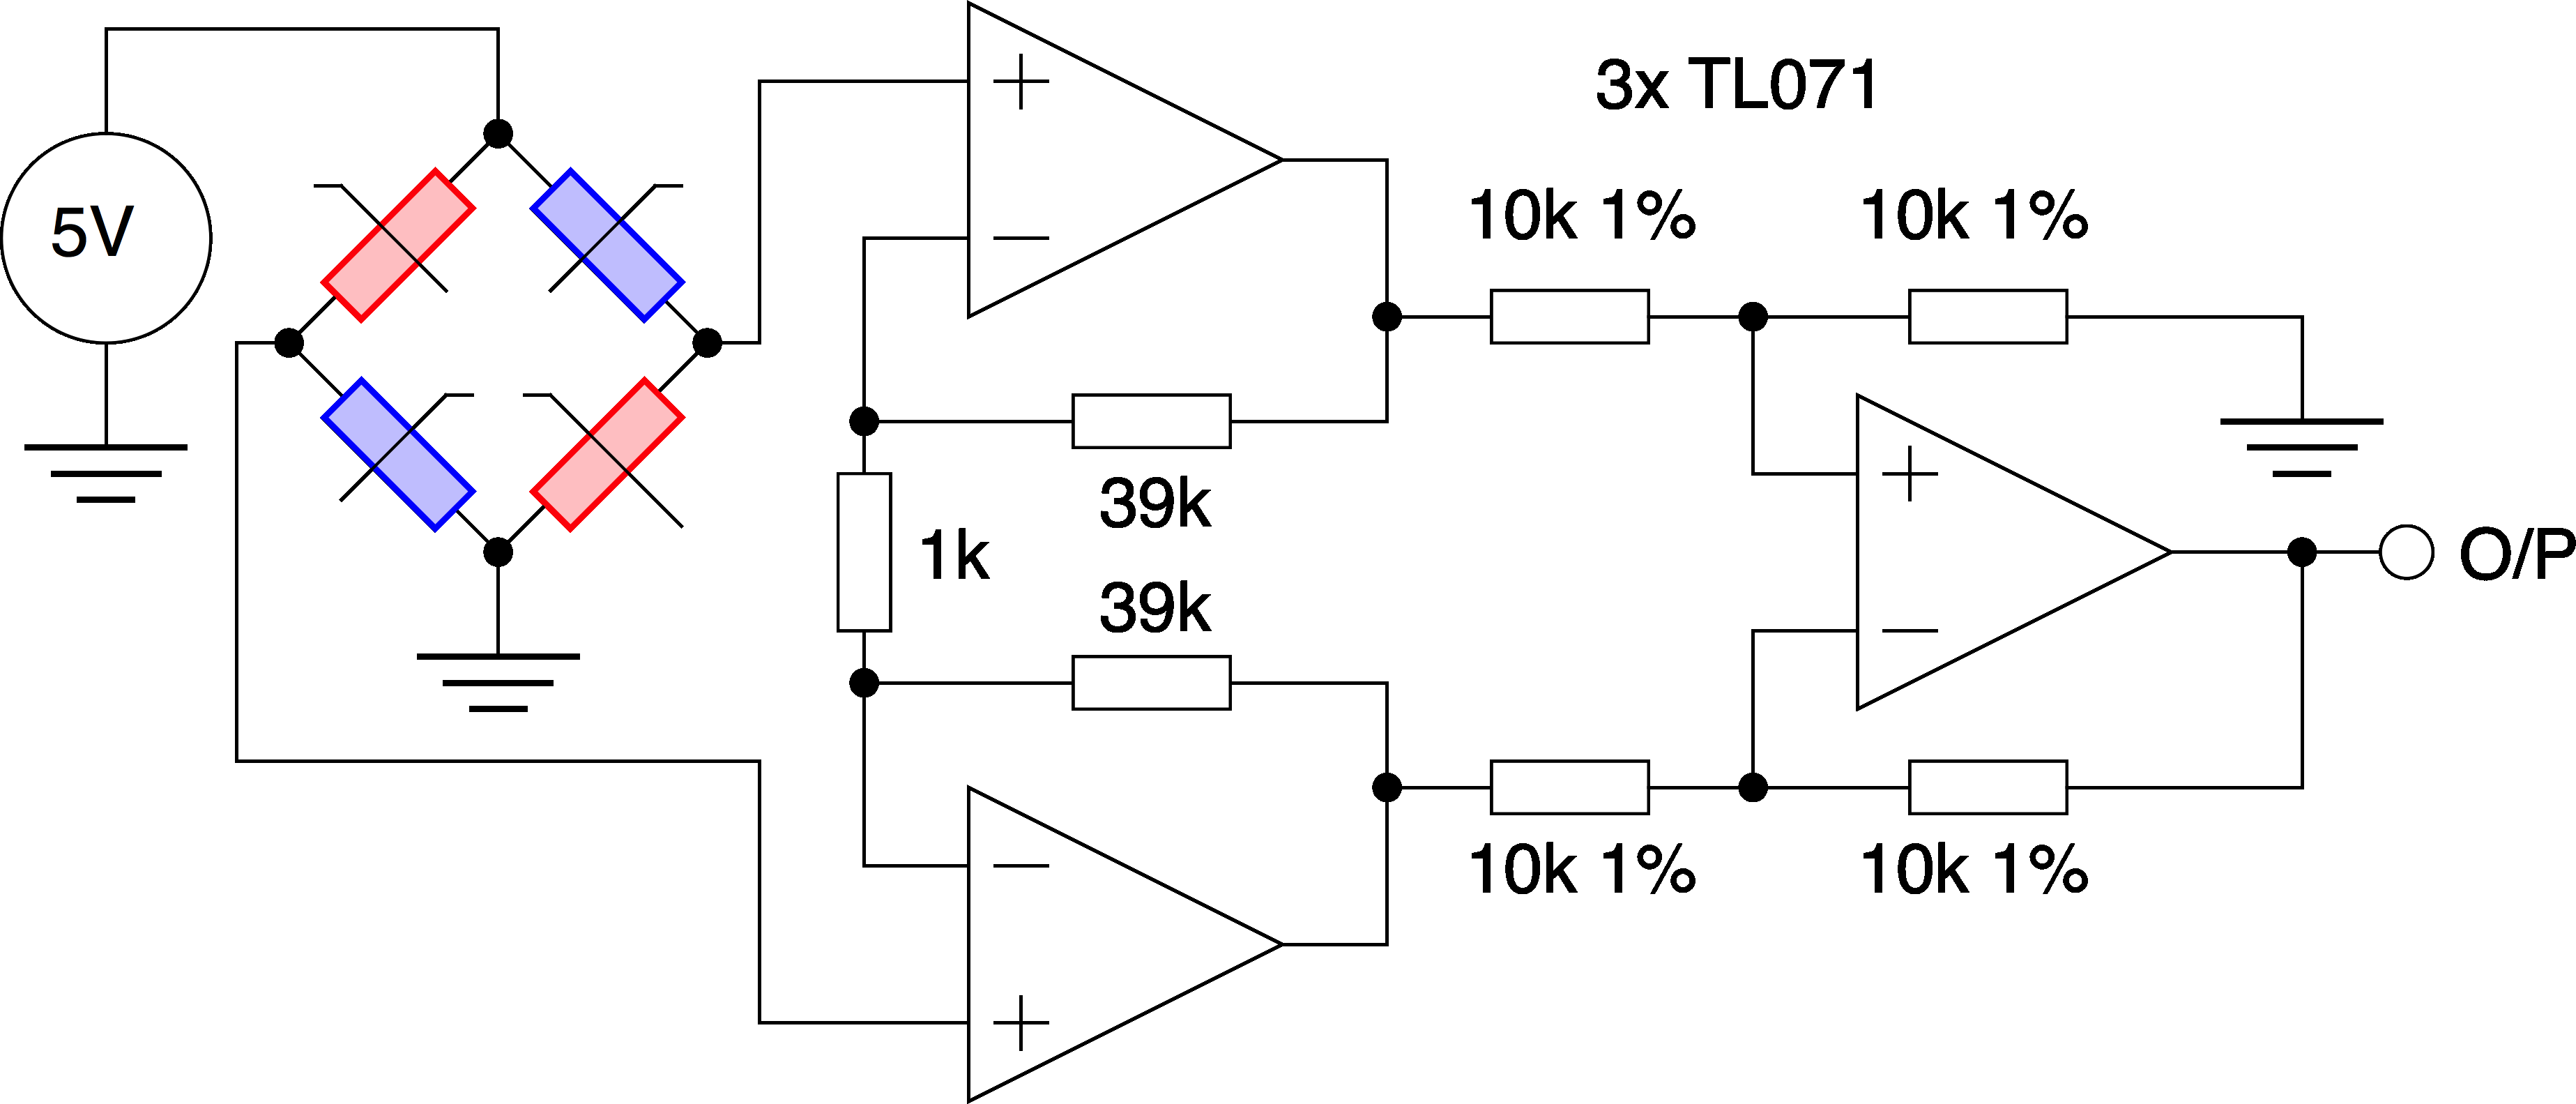 3x TL071
5V
10k 1%
10k 1%
+
−
39k
1k
39k
+
−
O/P
10k 1%
10k 1%
−
+